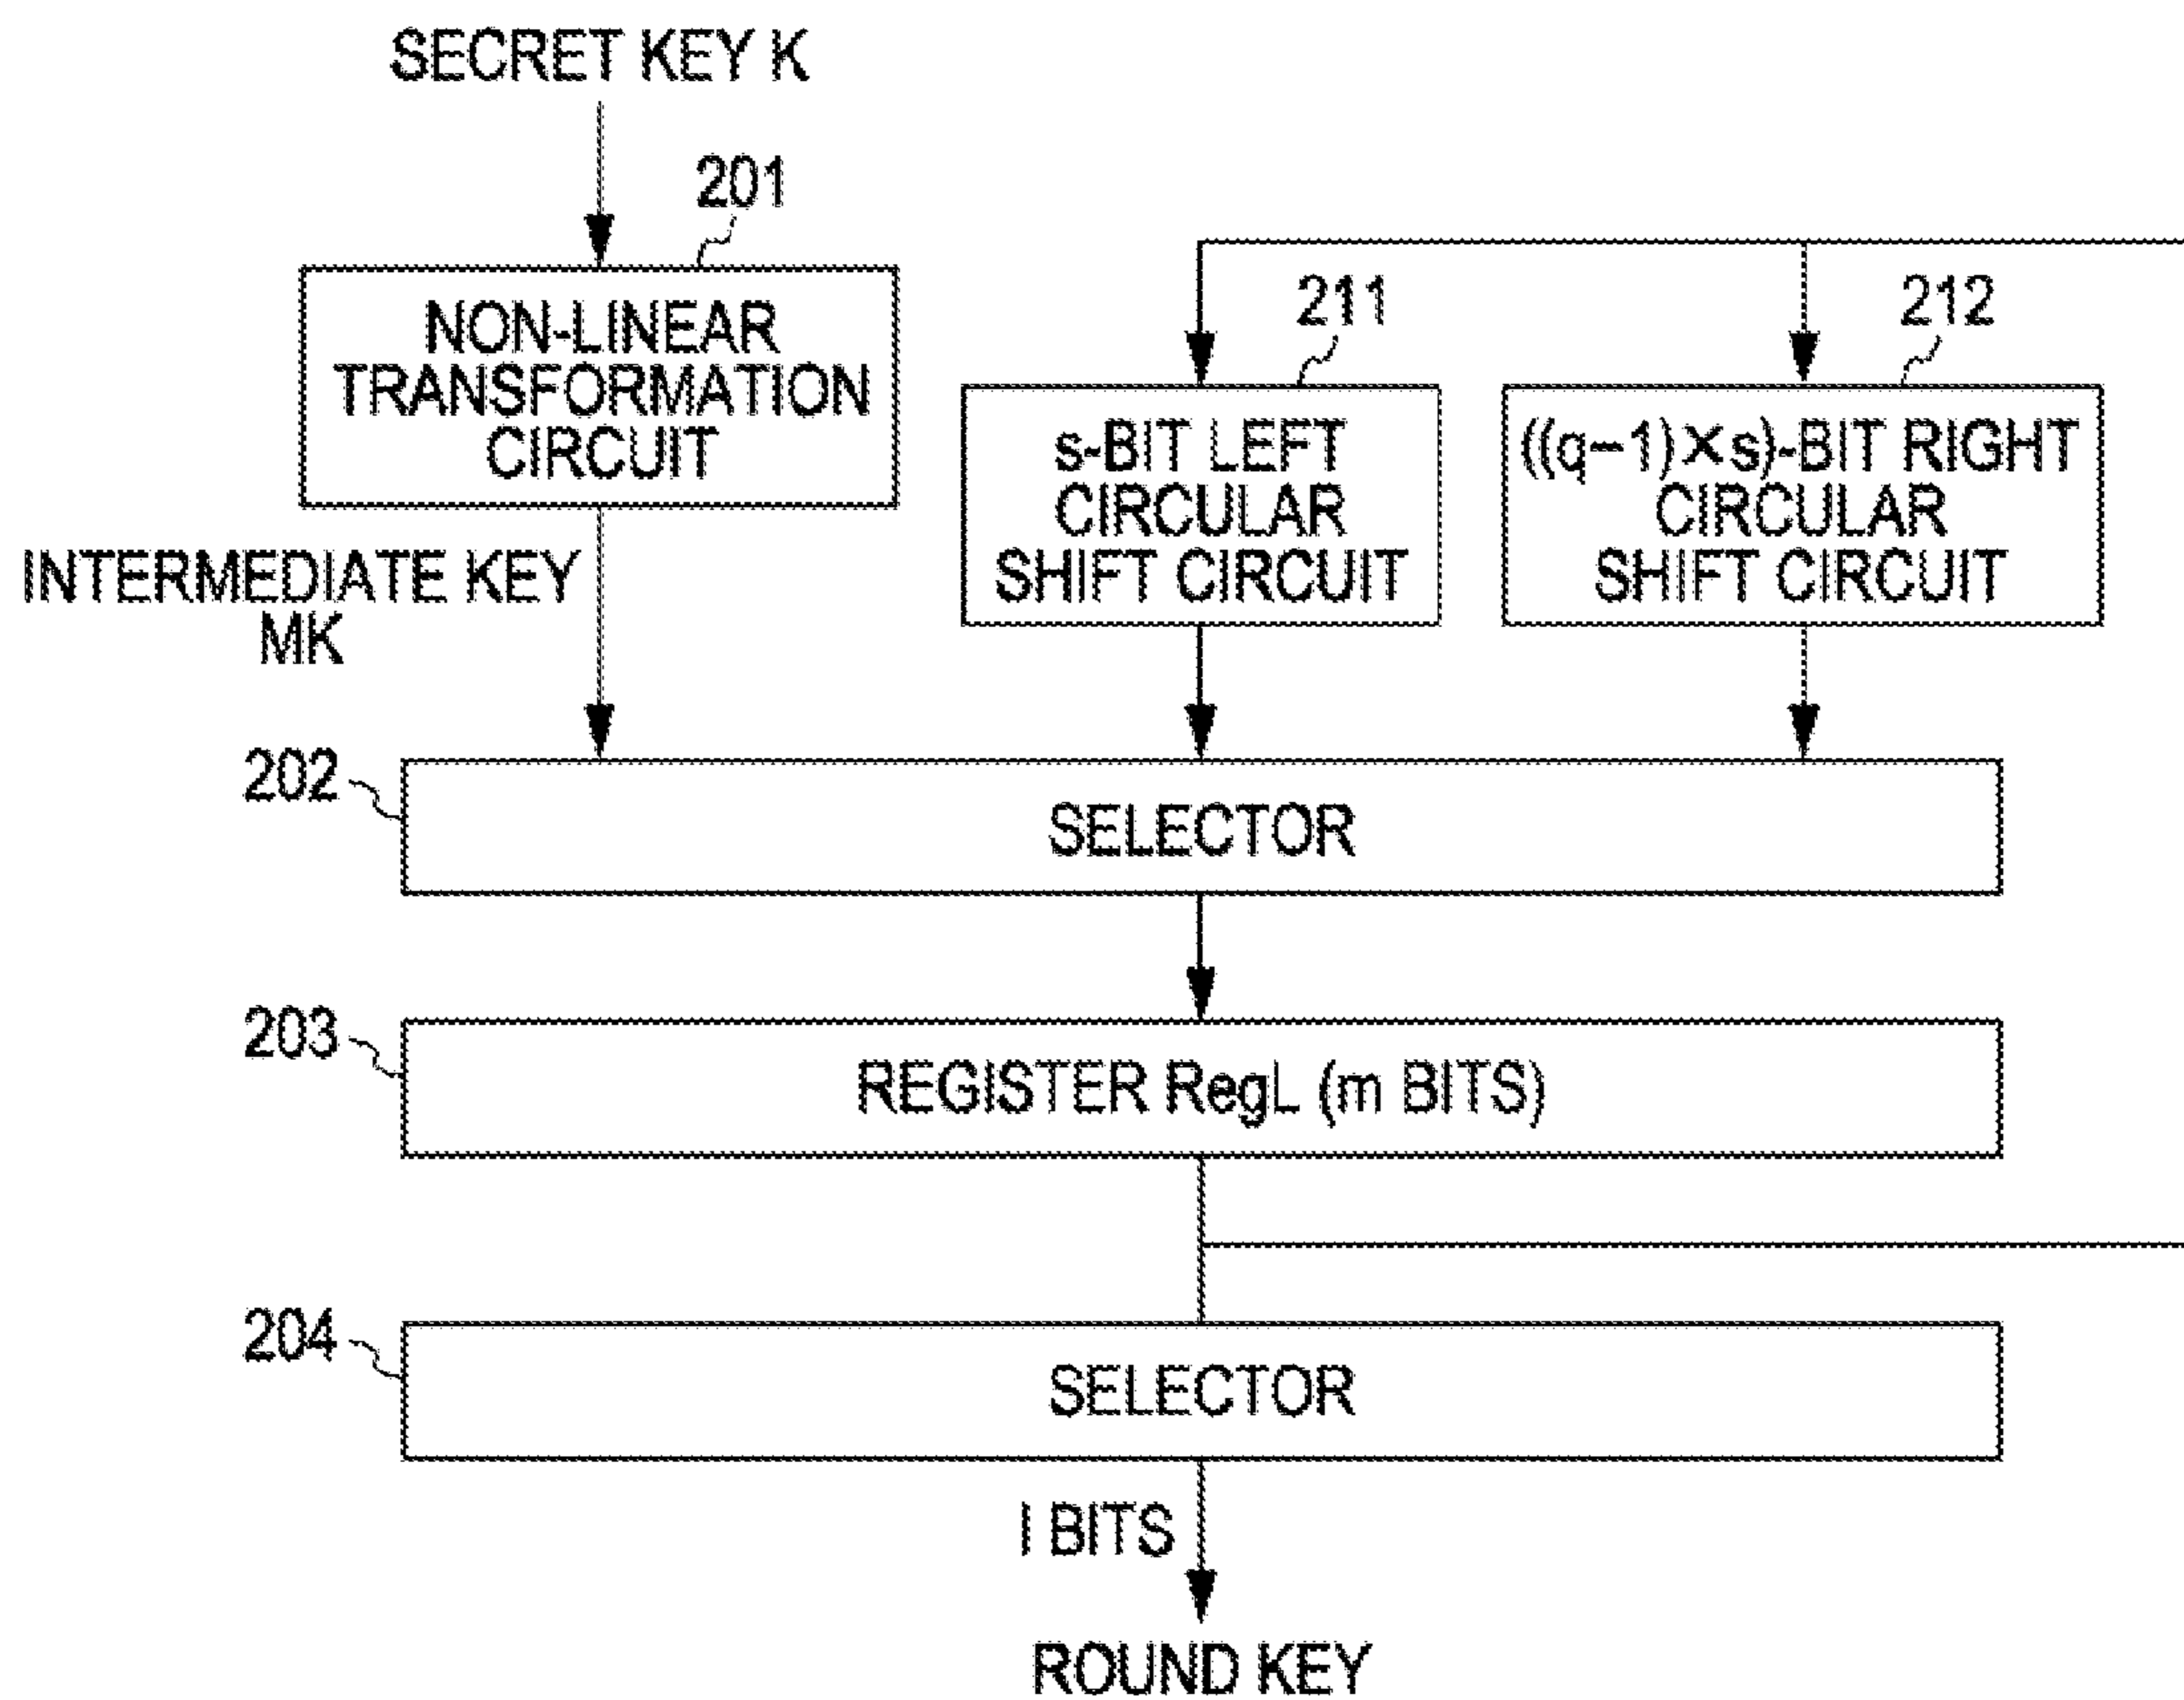 SECRET KEY K
201
NON-LINEAR
TRANSFORMATION
CIRCUIT
211
s-BIT LEFT
CIRCULAR
SHIFT CIRCUIT
212
((q−1)×s)-BIT RIGHT
CIRCULAR
SHIFT CIRCUIT
INTERMEDIATE KEY
MK
202
SELECTOR
203
REGISTER RegL (m BITS)
204
SELECTOR
l BITS
ROUND KEY